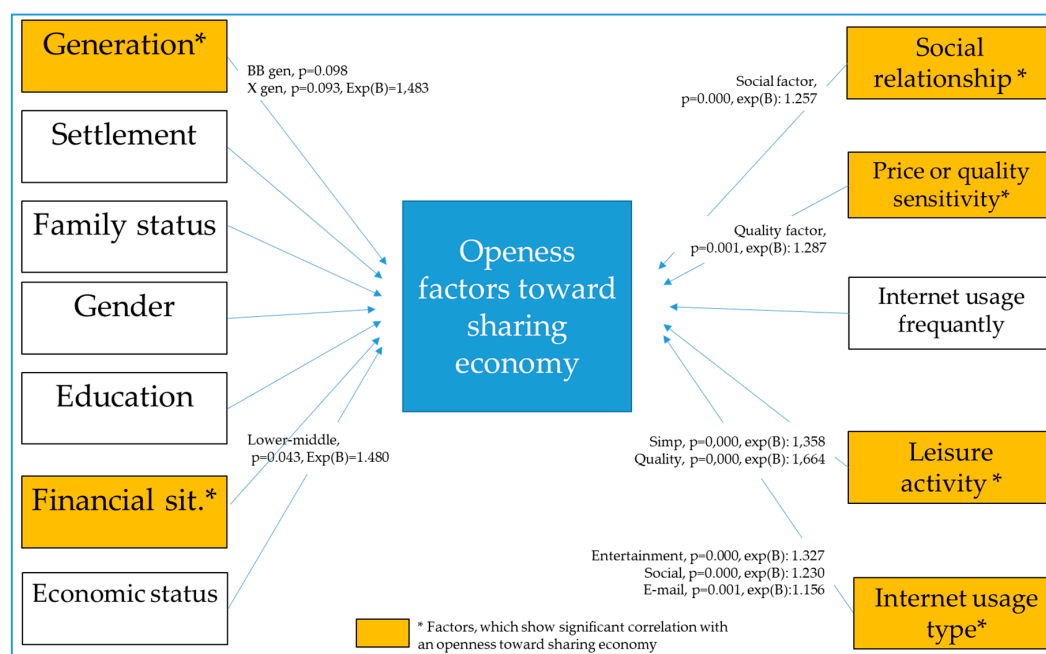 Generation*
BB gen, p=0.098
X gen, p=0.093, Exp(B)=1,483
Settlement
Family status
Gender
Education
Lower-middle,
p=0.043, Exp(B)=1.480
Financial sit.*
Economic status
Openess
factors toward
sharing
economy
Social
relationship *
Social factor,
p=0.000, exp(B): 1.257
Price or quality
sensitivity*
Quality factor,
p=0.001, exp(B): 1.287
Internet usage
frequantly
Simp, p=0,000, exp(B): 1,358
Quality, p=0,000, exp(B): 1,664
Leisure
activity *
Entertainment, p=0.000, exp(B): 1.327
Social, p=0.000, exp(B): 1.230
E-mail, p=0.001, exp(B):1.156
Internet usage
type*
* Factors, which show significant correlation with
an openness toward sharing economy